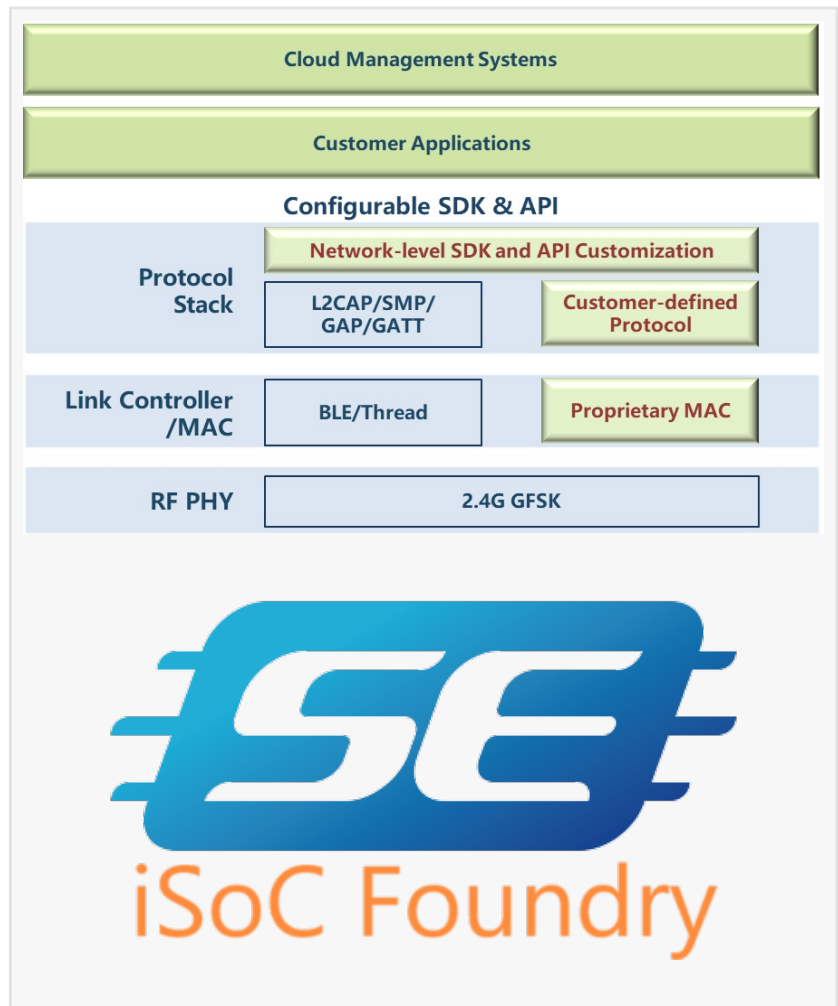 Cloud Management Systems
Customer Applications
Configurable SDK & API
Protocol
Stack
Network-level SDK and API Customization
L2CAP/SMP/
GAP/GATT
Customer-defined
Protocol
Link Controller
/MAC
BLE/Thread
Proprietary MAC
RF PHY
2.4G GFSK
SE
iSoC Foundry